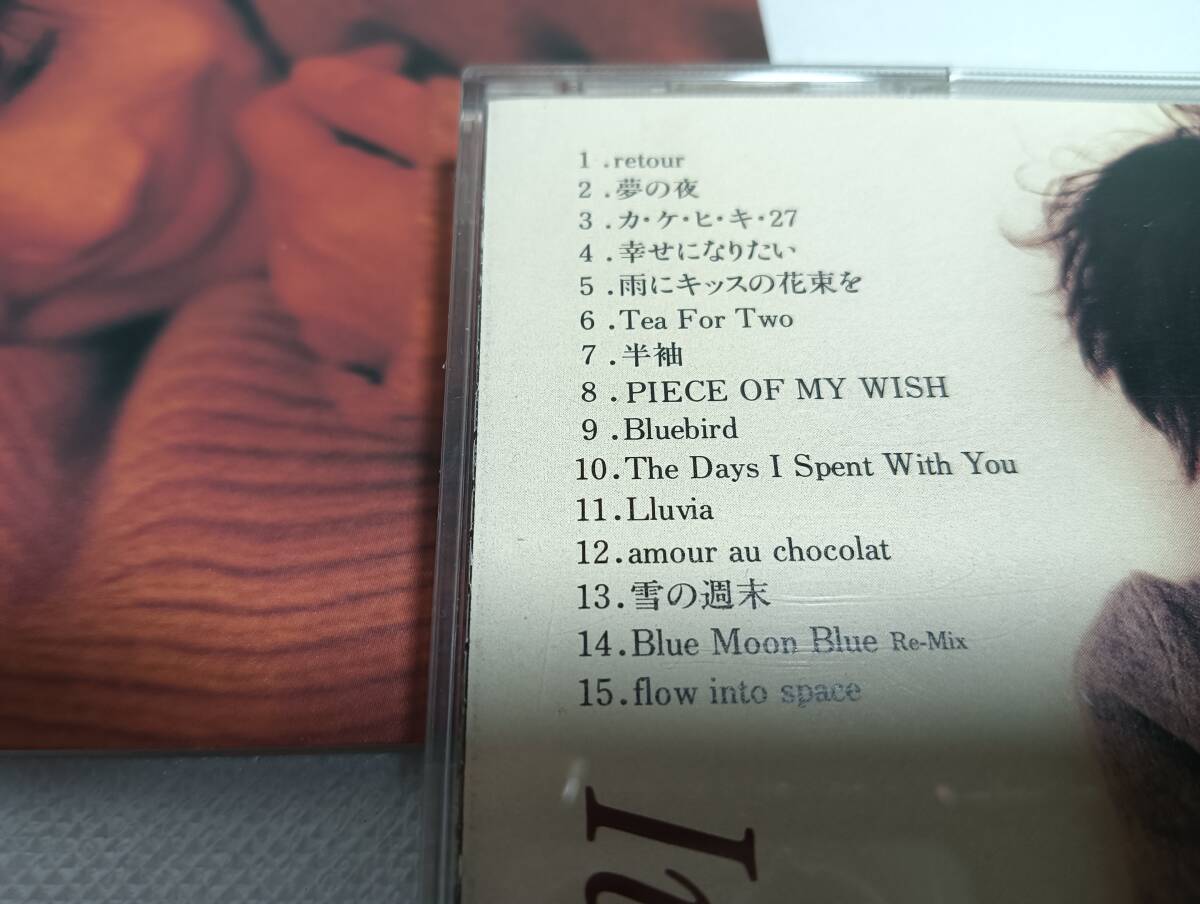 1 .retour
2 .夢の夜
3 .カ・ケ・ヒ・キ・27
4 .幸せになりたい
5 .雨にキッスの花束を
6 .Tea For Two
7 .半袖
8 .PIECE OF MY WISH
9 .Bluebird
10.The Days I Spent With You
11.Lluvia
12.amour au chocolat
13.雪の週末
14.Blue Moon Blue Re-Mix
15.flow into space